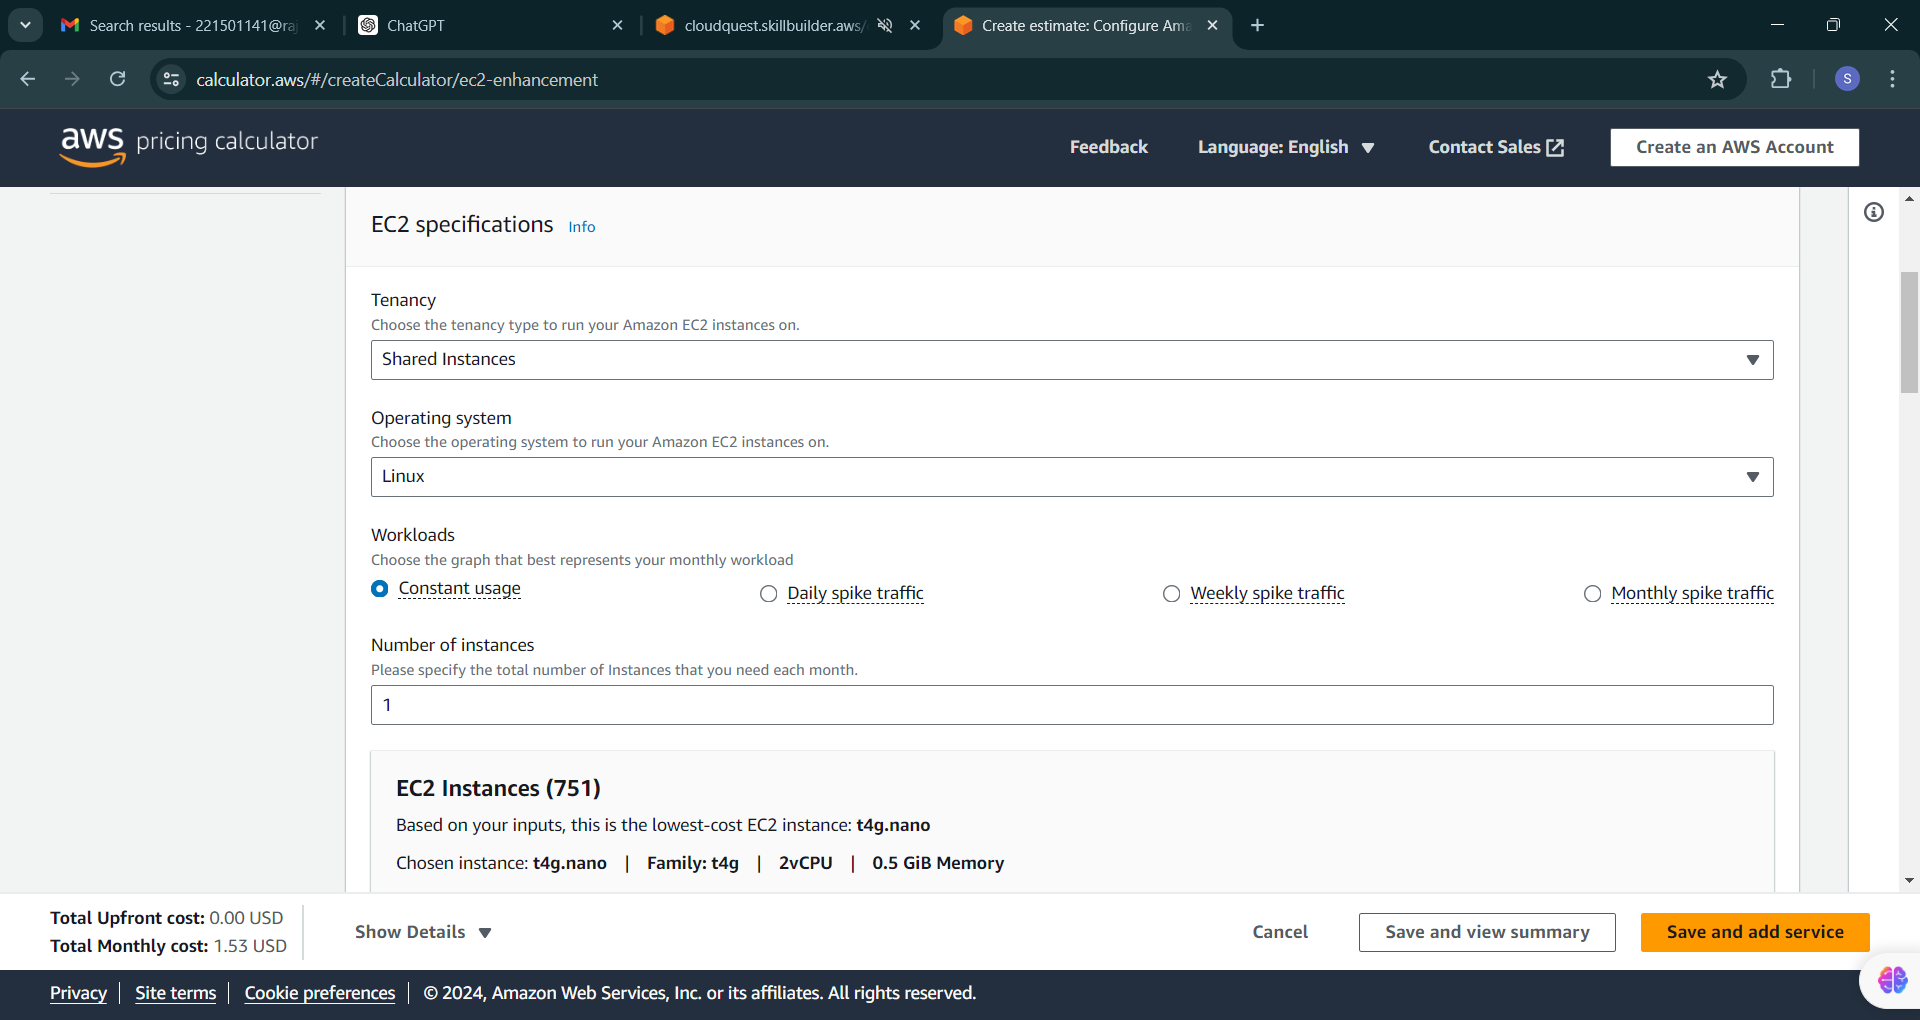 Search results - 221501141@raj
ChatGPT
cloudquest.skillbuilder.aws/
Create estimate: Configure Ama
calculator.aws/#/createCalculator/ec2-enhancement
S
aws pricing calculator
Feedback
Language: English
Contact Sales
Create an AWS Account
EC2 specifications Info
Tenancy
Choose the tenancy type to run your Amazon EC2 instances on.
Shared Instances
Operating system
Choose the operating system to run your Amazon EC2 instances on.
Linux
Workloads
Choose the graph that best represents your monthly workload
Constant usage
Daily spike traffic
Weekly spike traffic
Monthly spike traffic
Number of instances
Please specify the total number of Instances that you need each month.
1
EC2 Instances (751)
Based on your inputs, this is the lowest-cost EC2 instance: t4g.nano
Chosen instance: t4g.nano | Family: t4g | 2vCPU | 0.5 GiB Memory
Total Upfront cost: 0.00 USD
Total Monthly cost: 1.53 USD
Show Details
Cancel
Save and view summary
Save and add service
Privacy | Site terms | Cookie preferences | © 2024, Amazon Web Services, Inc. or its affiliates. All rights reserved.